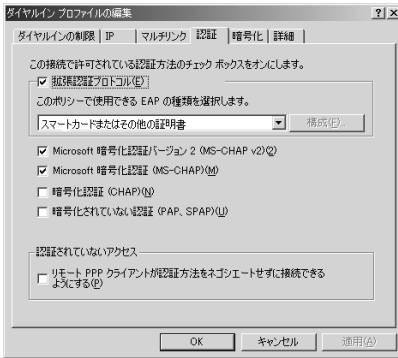 ダイヤルイン プロファイルの編集
ダイヤルインの制限 IP マルチリンク 認証 暗号化 詳細
この接続で許可されている認証方法のチェック ボックスをオンにします。
拡張認証プロトコル(E)
このポリシーで使用できる EAP の種類を選択します。
スマートカードまたはその他の証明書 構成(F)...
Microsoft 暗号化認証バージョン 2 (MS-CHAP v2)(2)
Microsoft 暗号化認証 (MS-CHAP)(M)
暗号化認証 (CHAP)(N)
暗号化されていない認証 (PAP、SPAP)(U)
認証されていないアクセス
リモート PPP クライアントが認証方法をネゴシエートせずに接続できる
ようにする(P)
OK キャンセル 適用(A)